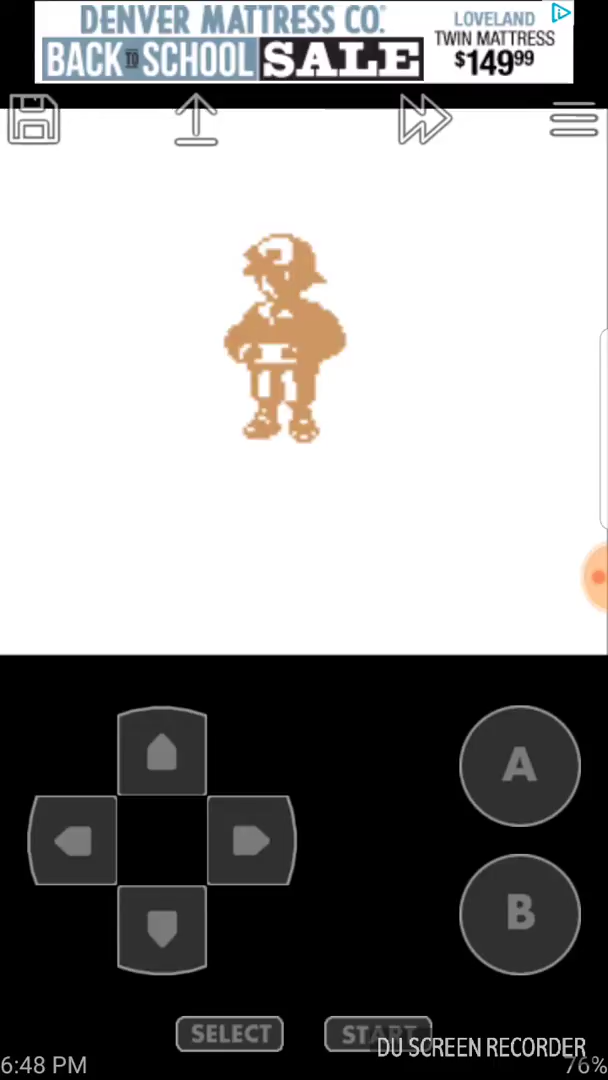 DENVER MATTRESS CO.
BACK TO SCHOOL SALE
LOVELAND
TWIN MATTRESS
$149 99
A
B
SELECT
START
DU SCREEN RECORDER
6:48 PM
76%